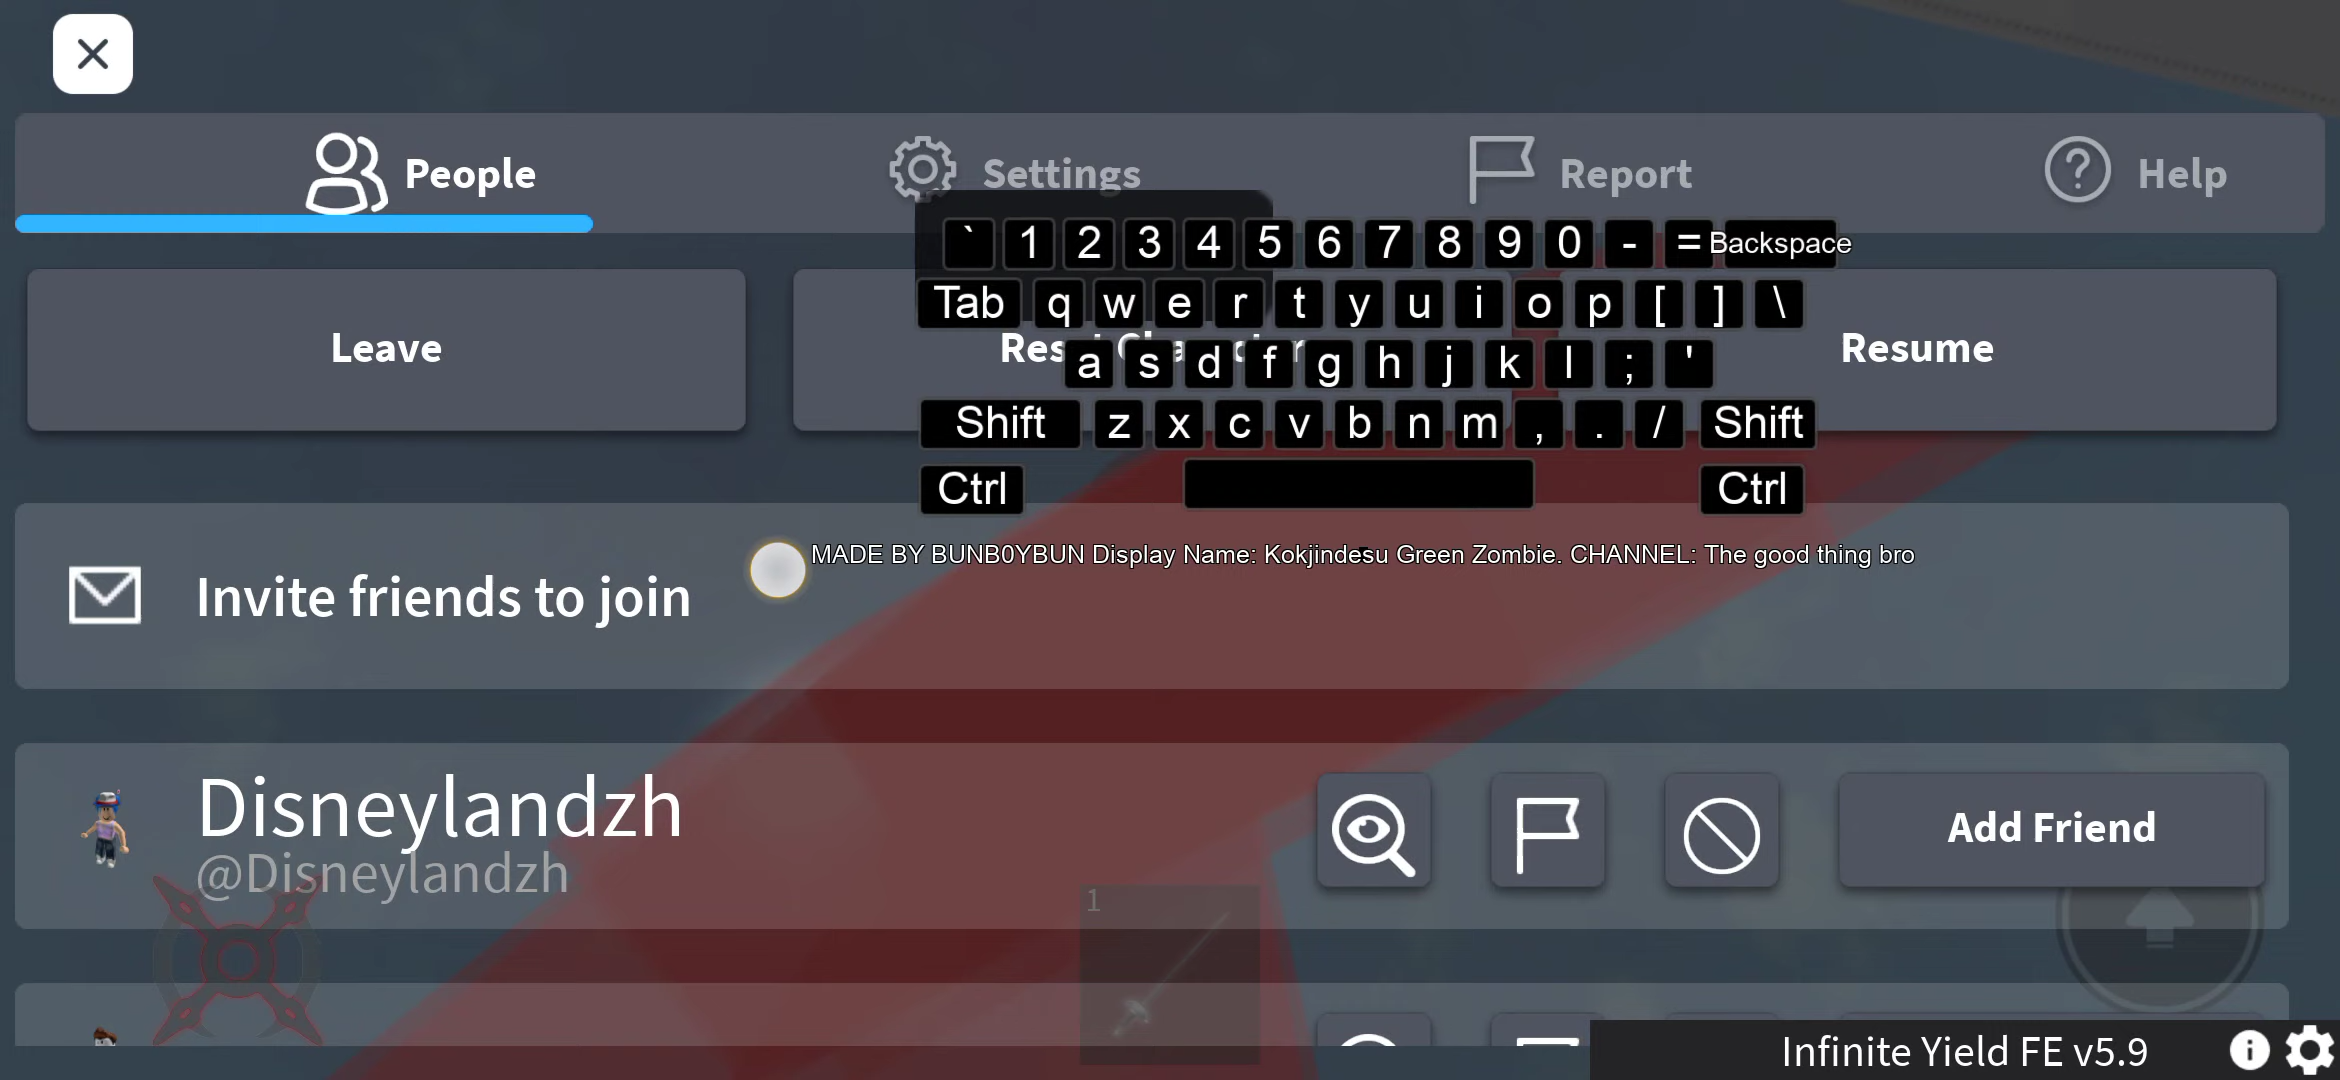 People
Settings
Report
Help
` 1 2 3 4 5 6 7 8 9 0 - = Backspace
Tab q w e r t y u i o p [ ] \
Leave
Resume
a s d f g h j k l ; '
Shift z x c v b n m , . / Shift
Ctrl Ctrl
MADE BY BUNB0YBUN Display Name: Kokjindesu Green Zombie. CHANNEL: The good thing bro
Invite friends to join
Disneylandzh
@Disneylandzh
Add Friend
1
Infinite Yield FE v5.9